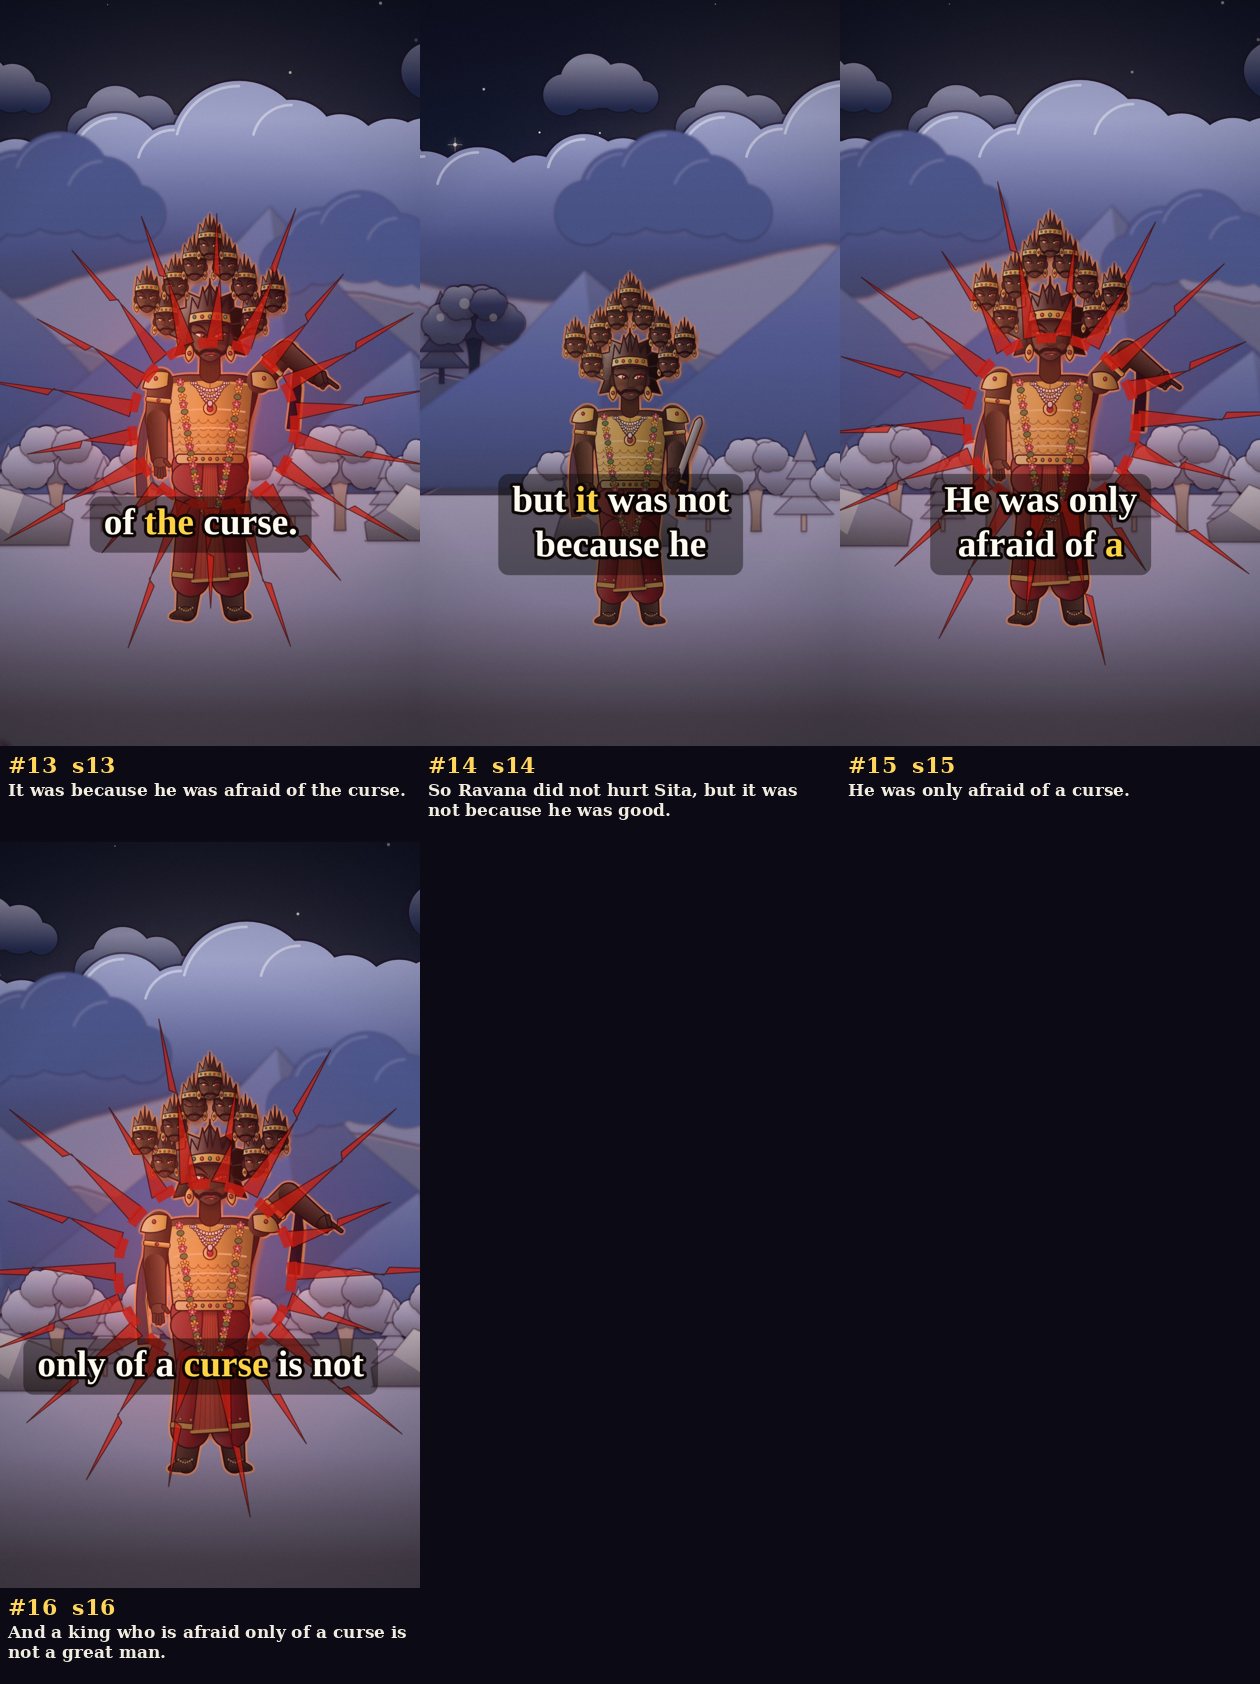 of the curse.
but it was not
because he
He was only
afraid of a
#13 s13
It was because he was afraid of the curse.
#14 s14
So Ravana did not hurt Sita, but it was
not because he was good.
#15 s15
He was only afraid of a curse.
only of a curse is not
#16 s16
And a king who is afraid only of a curse is
not a great man.